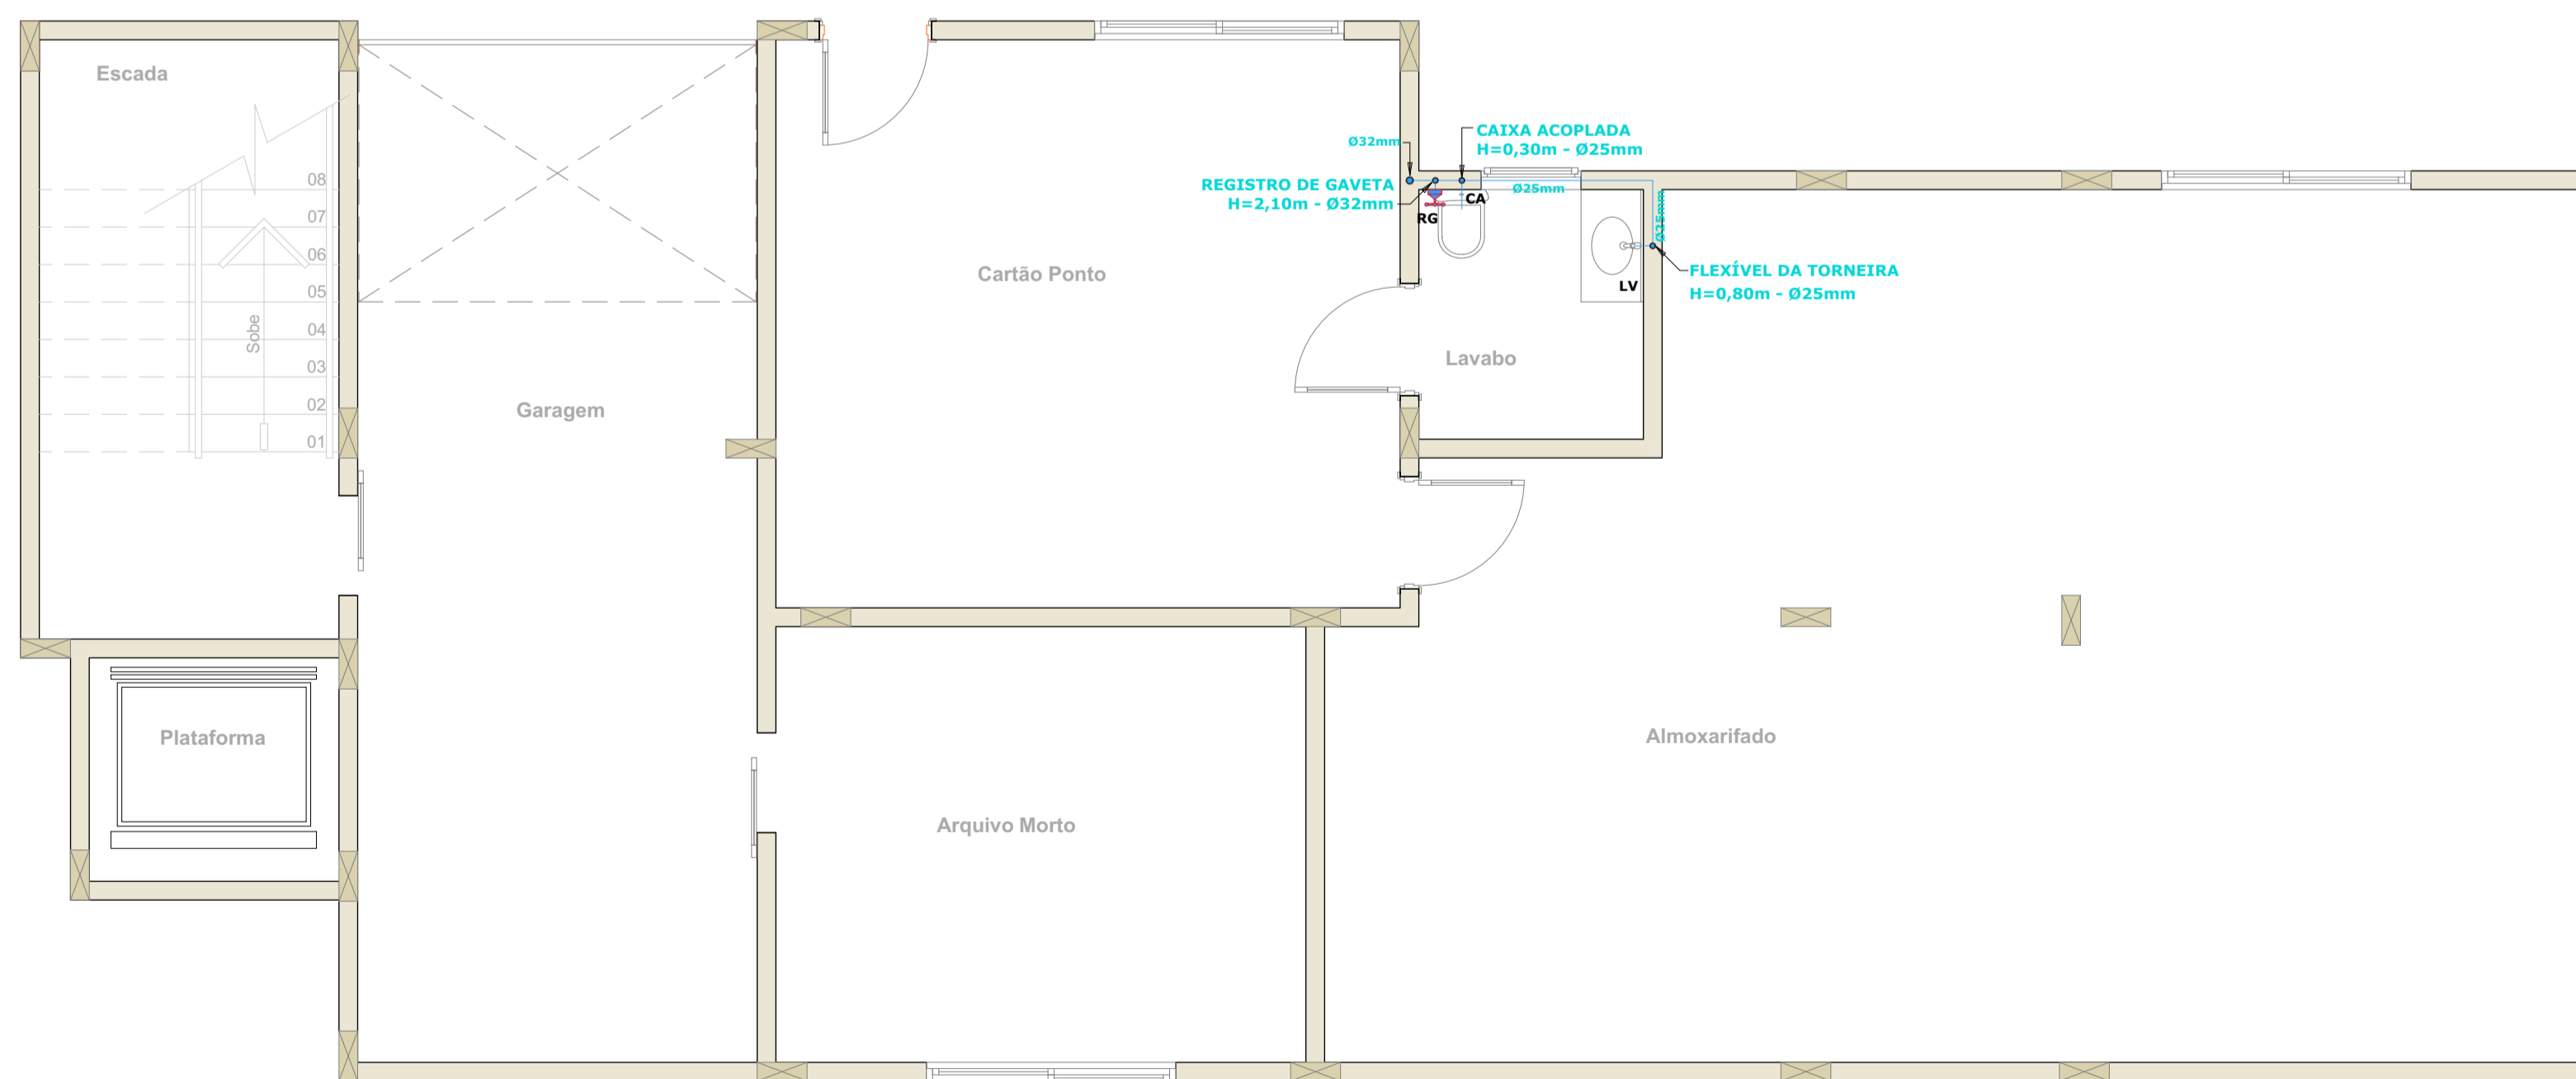 Escada
08
07
06
05
04
03
02
01
Sobe
Garagem
Cartão Ponto
Ø32mm
CAIXA ACOPLADA
H=0,30m - Ø25mm
REGISTRO DE GAVETA
H=2,10m - Ø32mm
Ø25mm
CA
RG
Ø25mm
FLEXÍVEL DA TORNEIRA
H=0,80m - Ø25mm
LV
Lavabo
Plataforma
Almoxarifado
Arquivo Morto